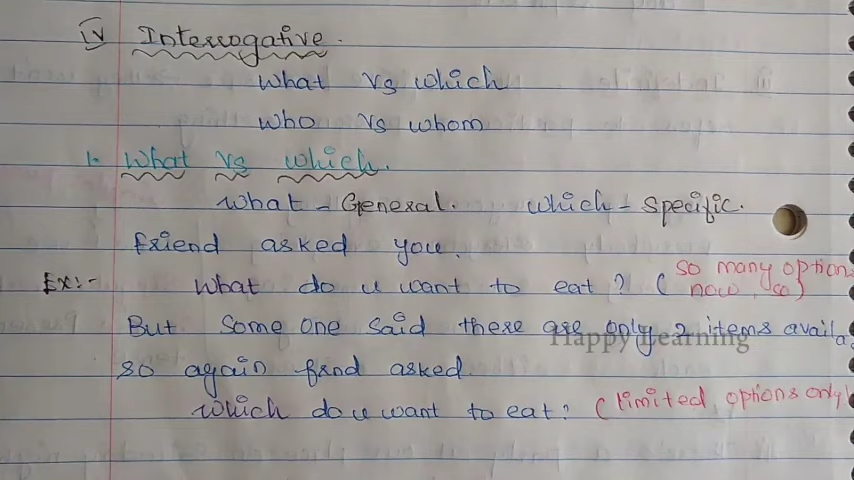 iv Interrogative.
What Vs which
Who Vs whom
1. What Vs which.
What - General. Which - Specific.
Friend asked you.
Ex:- What do u want to eat? (so many options now, so)
But some one said these are only 2 items availa
Happy Learning
so again frnd asked
Which do u want to eat? (limited options only)